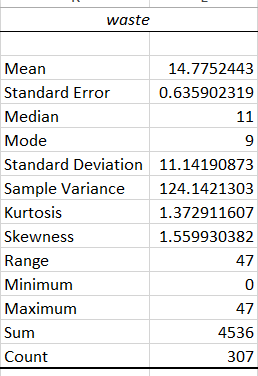 waste
Mean 14.7752443
Standard Error 0.635902319
Median 11
Mode 9
Standard Deviation 11.14190873
Sample Variance 124.1421303
Kurtosis 1.372911607
Skewness 1.559930382
Range 47
Minimum 0
Maximum 47
Sum 4536
Count 307